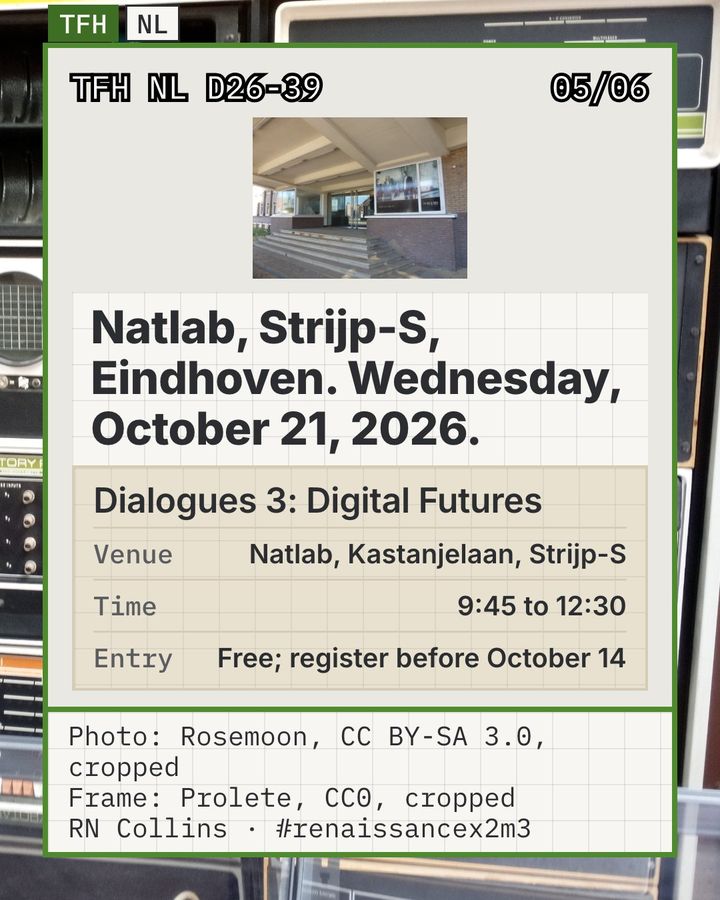 TFH NL
TFH NL D26-39 05/06
Natlab, Strijp-S,
Eindhoven. Wednesday,
October 21, 2026.
Dialogues 3: Digital Futures
Venue Natlab, Kastanjelaan, Strijp-S
Time 9:45 to 12:30
Entry Free; register before October 14
Photo: Rosemoon, CC BY-SA 3.0,
cropped
Frame: Prolete, CC0, cropped
RN Collins · #renaissancex2m3